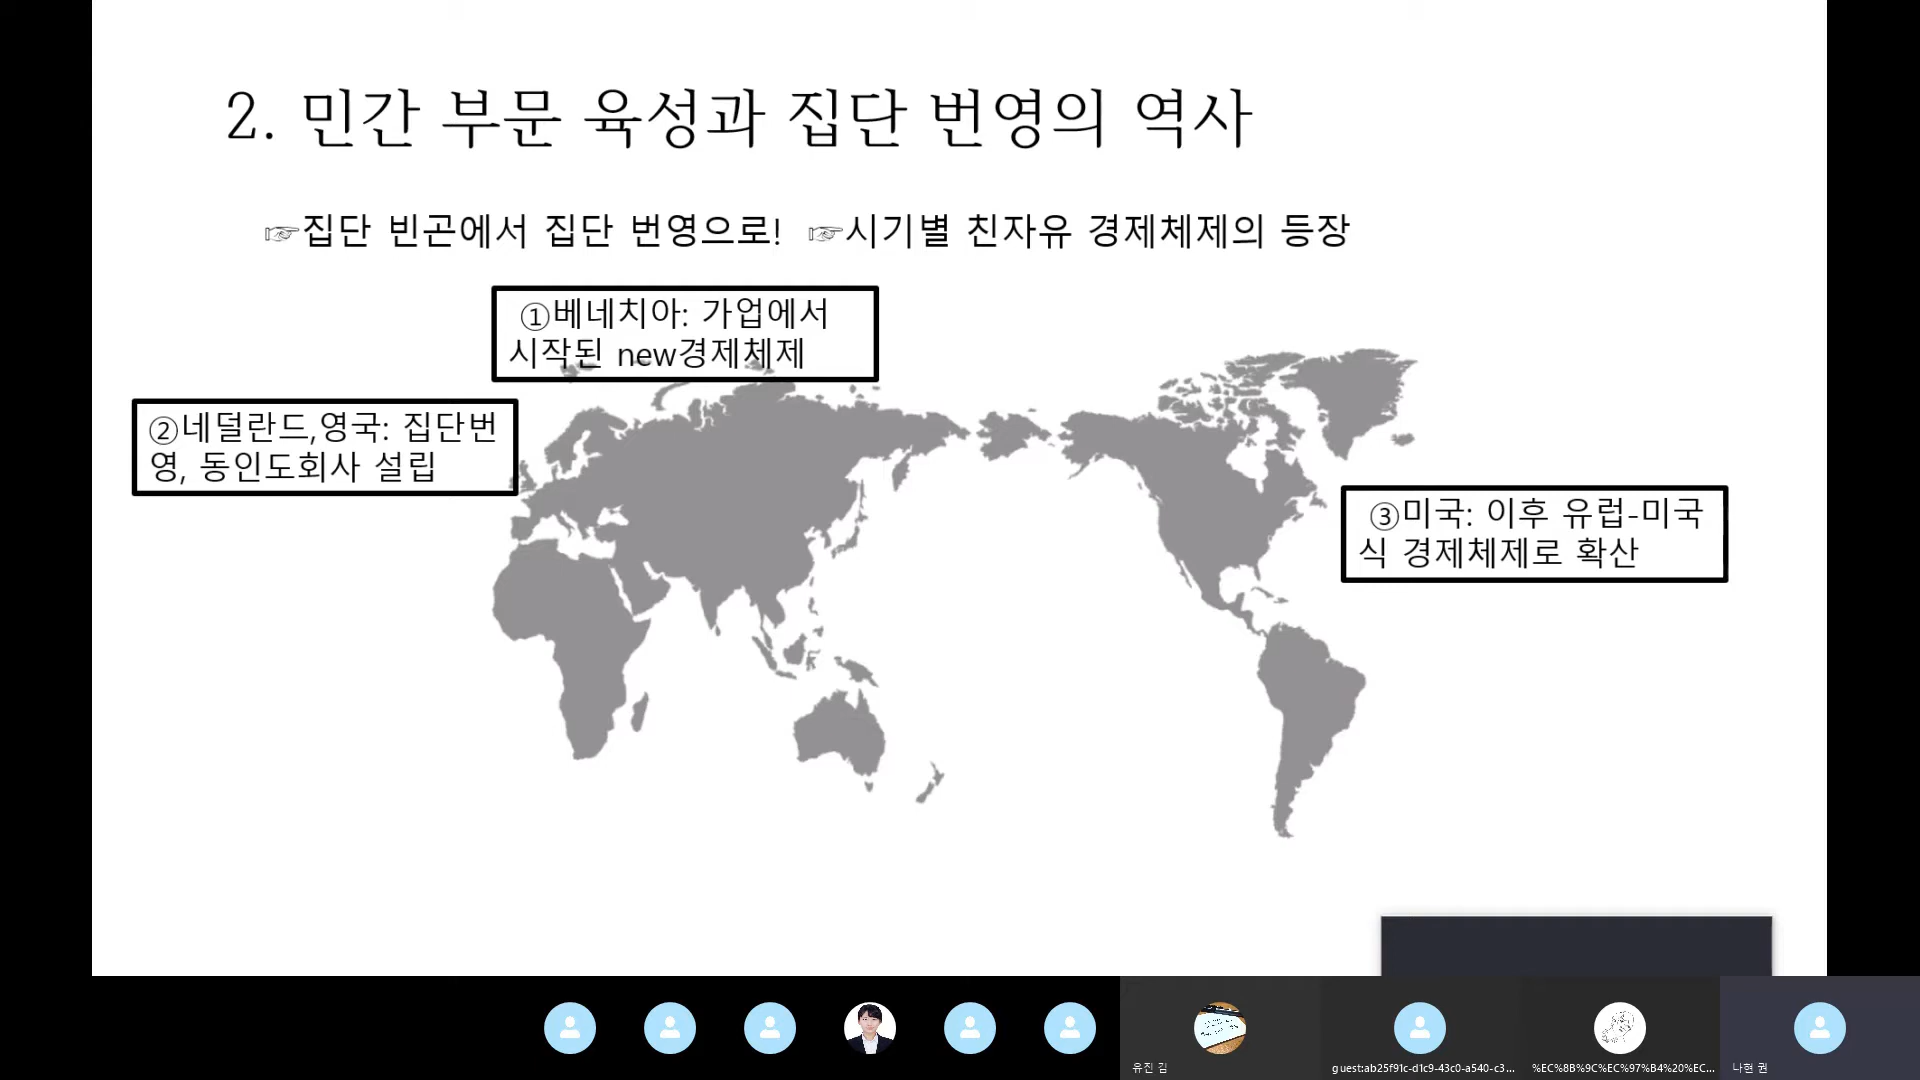 2. 민간 부문 육성과 집단 번영의 역사
☞집단 빈곤에서 집단 번영으로! ☞시기별 친자유 경제체제의 등장
①베네치아: 가업에서
시작된 new경제체제
②네덜란드,영국: 집단번
영, 동인도회사 설립
③미국: 이후 유럽-미국
식 경제체제로 확산
유진 김
guest:ab25f91c-d1c9-43c0-a540-c3...
%EC%8B%9C%EC%97%B4%20%EC...
나현 권